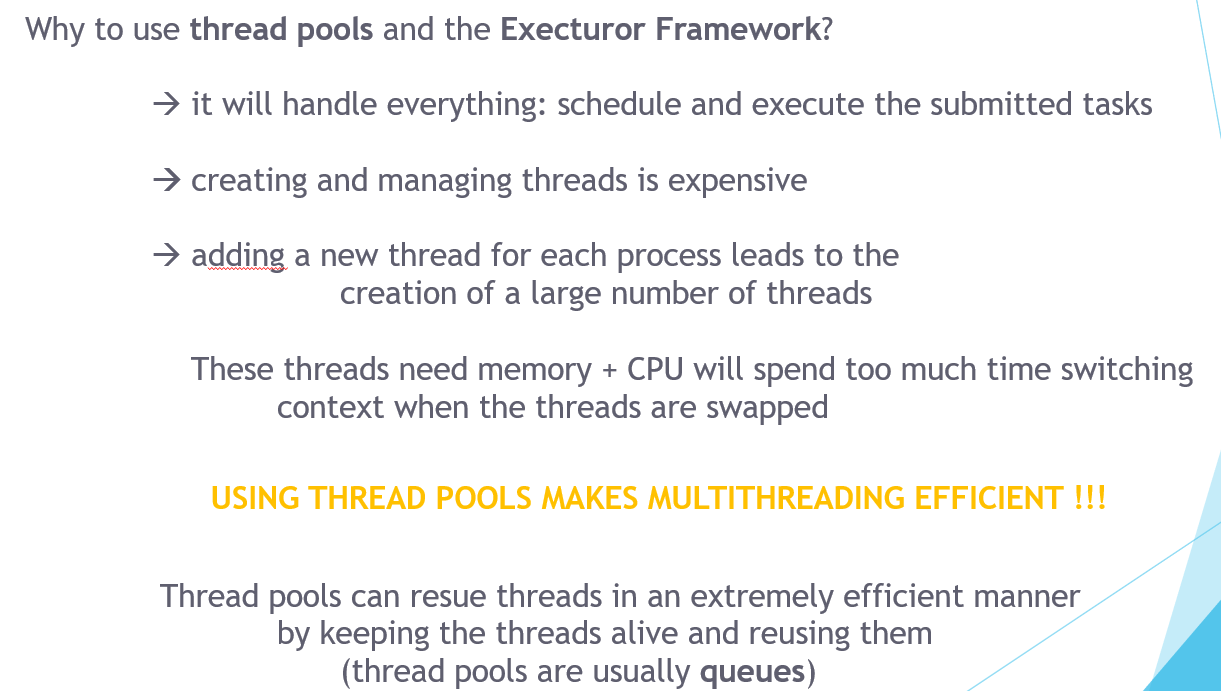 Why to use thread pools and the Executuror Framework?
→ it will handle everything: schedule and execute the submitted tasks
→ creating and managing threads is expensive
→ adding a new thread for each process leads to the
creation of a large number of threads
These threads need memory + CPU will spend too much time switching
context when the threads are swapped
USING THREAD POOLS MAKES MULTITHREADING EFFICIENT !!!
Thread pools can resue threads in an extremely efficient manner
by keeping the threads alive and reusing them
(thread pools are usually queues)